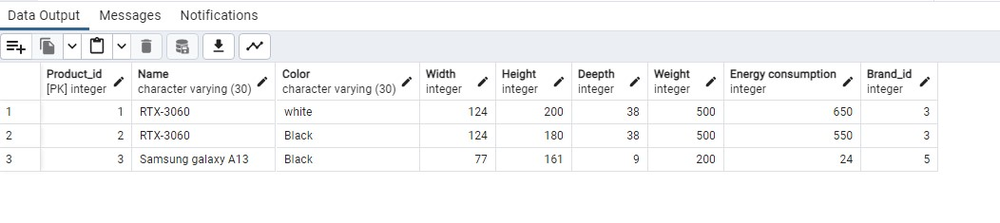 Data Output Messages Notifications
Product_id Name Color Width Height Deepth Weight Energy consumption Brand_id
[PK] integer character varying (30) character varying (30) integer integer integer integer integer integer
1 1 RTX-3060 white 124 200 38 500 650 3
2 2 RTX-3060 Black 124 180 38 500 550 3
3 3 Samsung galaxy A13 Black 77 161 9 200 24 5